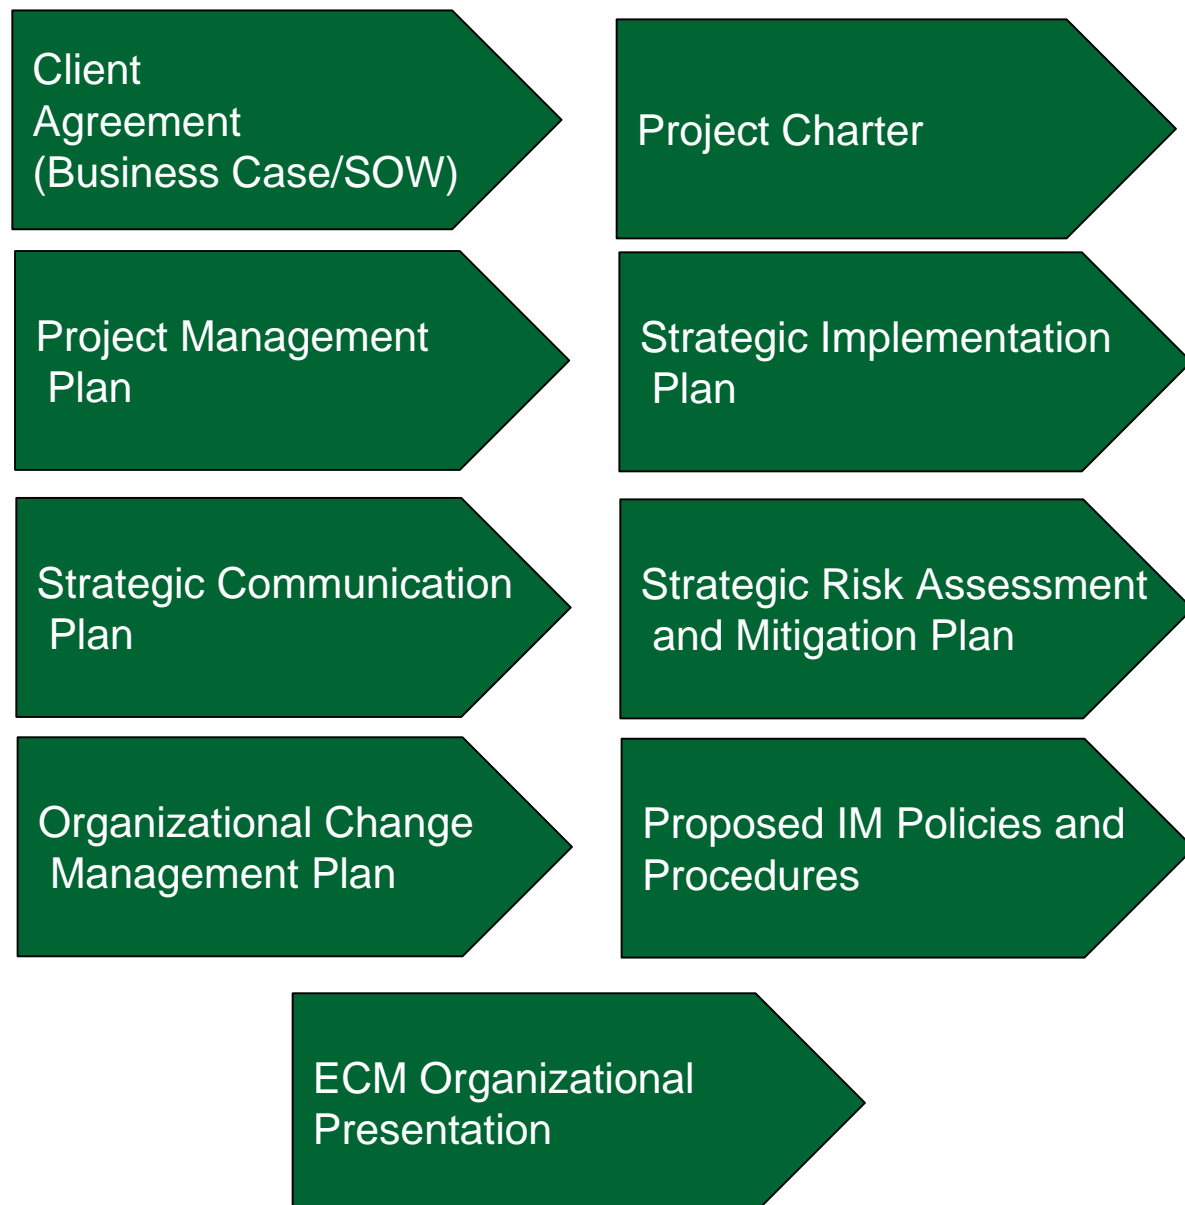 Client
Agreement
(Business Case/SOW)
Project Charter
Project Management
Plan
Strategic Implementation
Plan
Strategic Communication
Plan
Strategic Risk Assessment
and Mitigation Plan
Organizational Change
Management Plan
Proposed IM Policies and
Procedures
ECM Organizational
Presentation